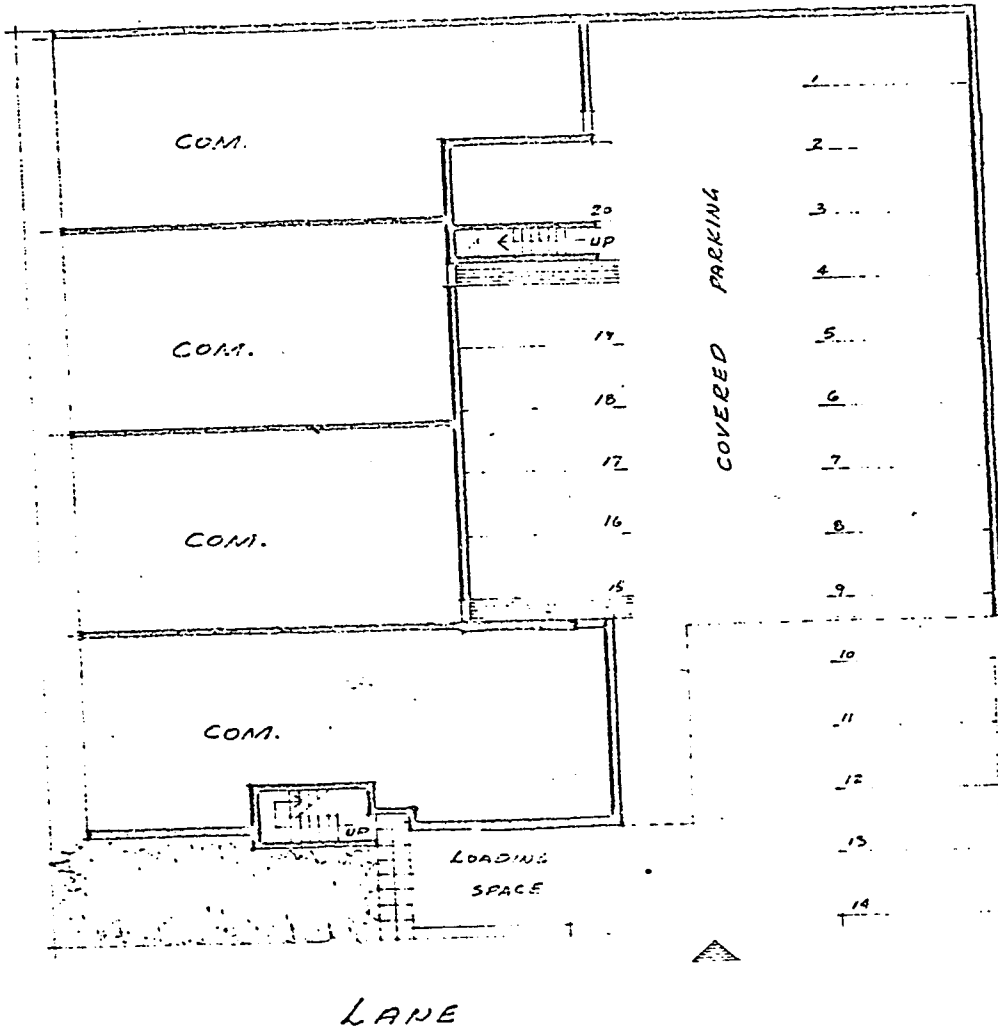 COM.
1
2
3
20
UP
4
COVERED PARKING
COM.
19
5
18
6
17
7
COM.
16
8
15
9
10
COM.
11
12
UP
13
LOADING
SPACE
14
LANE